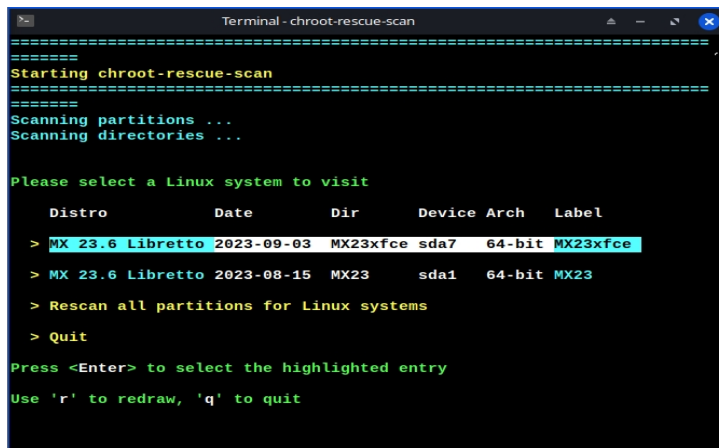 Terminal - chroot-rescue-scan
========================================================================
=======
Starting chroot-rescue-scan
========================================================================
=======
Scanning partitions ...
Scanning directories ...
Please select a Linux system to visit
Distro Date Dir Device Arch Label
> MX 23.6 Libretto 2023-09-03 MX23xfce sda7 64-bit MX23xfce
> MX 23.6 Libretto 2023-08-15 MX23 sda1 64-bit MX23
> Rescan all partitions for Linux systems
> Quit
Press <Enter> to select the highlighted entry
Use 'r' to redraw, 'q' to quit